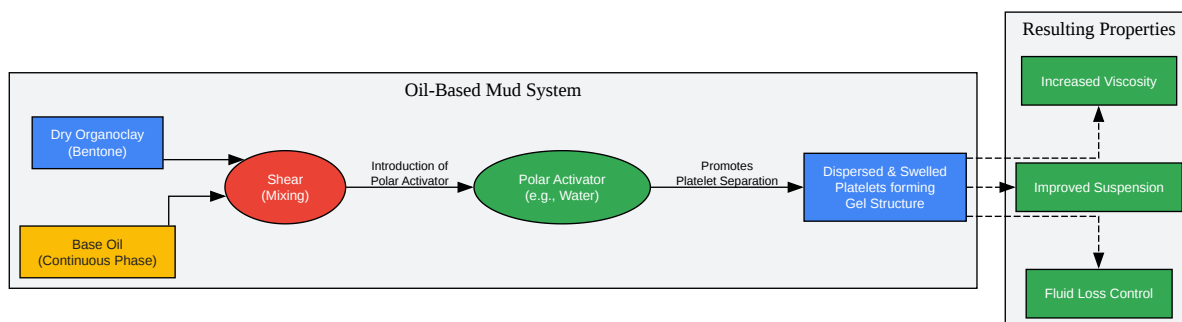 Resulting Properties
Oil-Based Mud System
Increased Viscosity
Dry Organoclay
(Bentone)
Shear
(Mixing)
Introduction of
Polar Activator
Polar Activator
(e.g., Water)
Promotes
Platelet Separation
Dispersed & Swelled
Platelets forming
Gel Structure
Improved Suspension
Base Oil
(Continuous Phase)
Fluid Loss Control